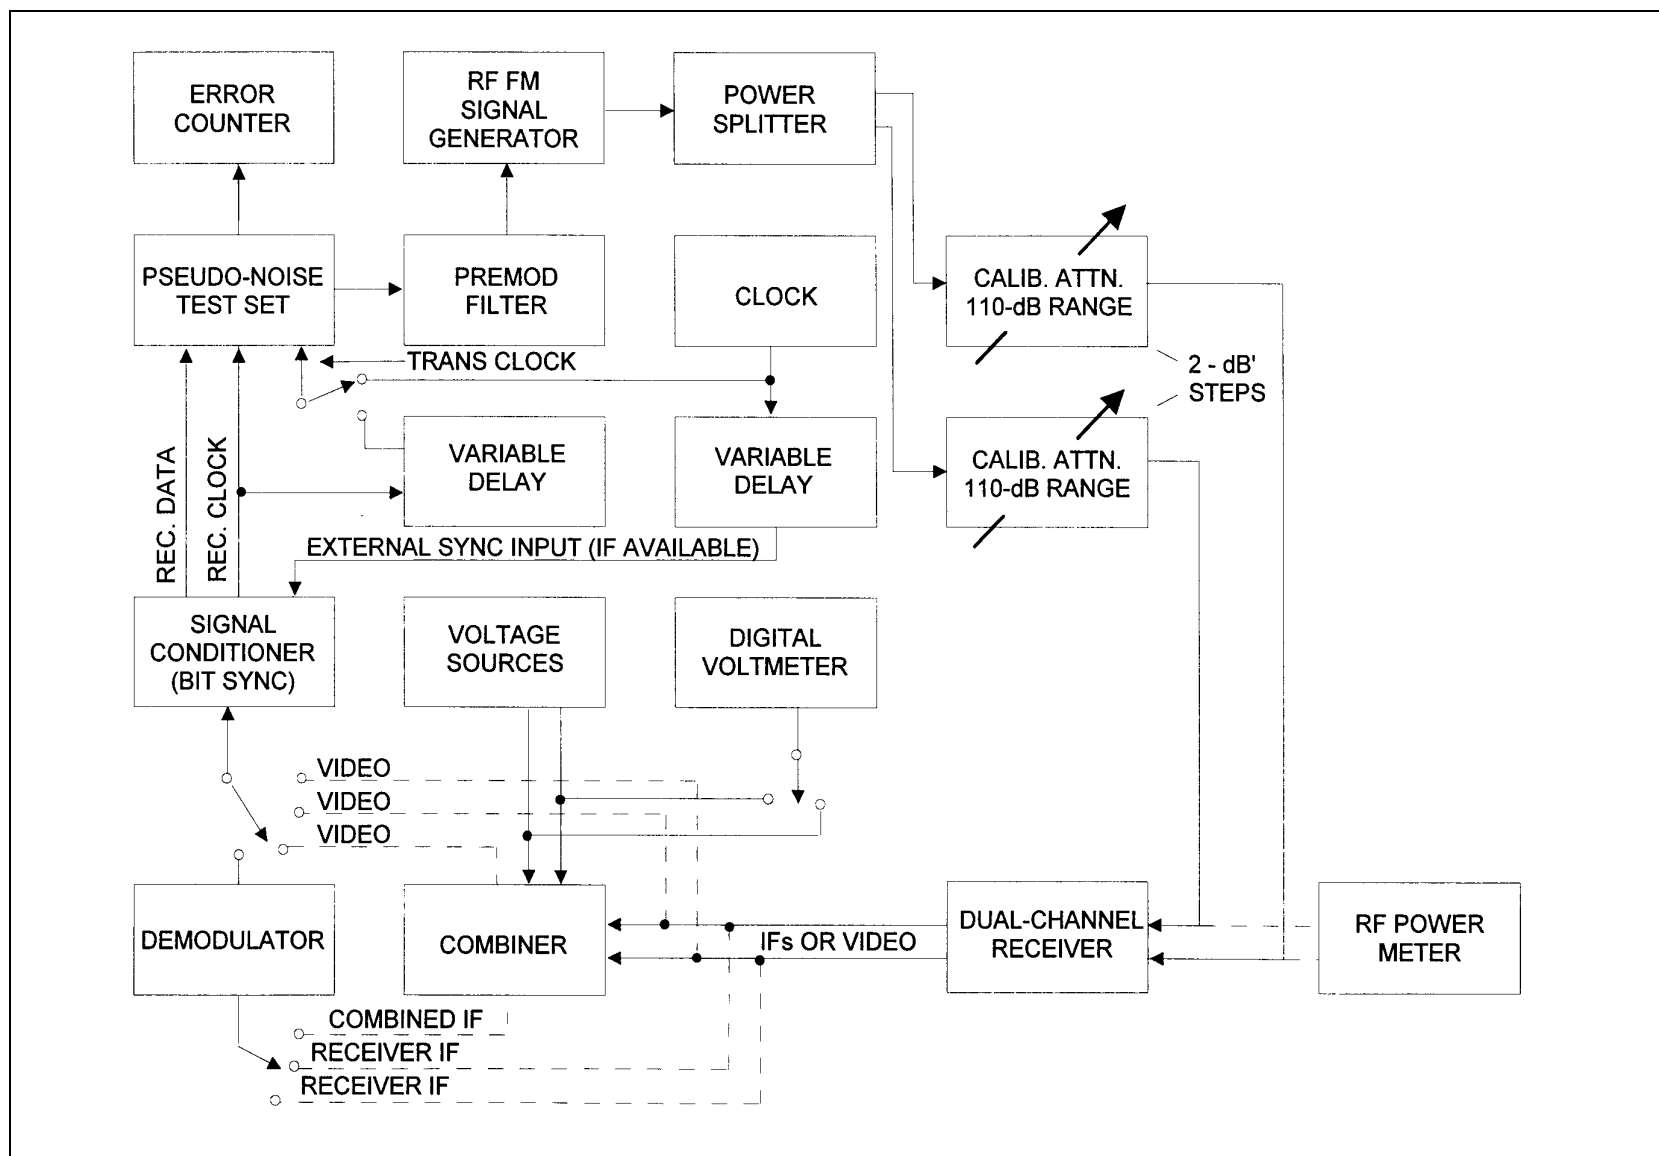 ERROR
COUNTER
RF FM
SIGNAL
GENERATOR
POWER
SPLITTER
PSEUDO-NOISE
TEST SET
PREMOD
FILTER
CLOCK
CALIB. ATTN.
110-dB RANGE
TRANS CLOCK
2 - dB'
STEPS
VARIABLE
DELAY
VARIABLE
DELAY
CALIB. ATTN.
110-dB RANGE
REC. DATA
REC. CLOCK
EXTERNAL SYNC INPUT (IF AVAILABLE)
SIGNAL
CONDITIONER
(BIT SYNC)
VOLTAGE
SOURCES
DIGITAL
VOLTMETER
VIDEO
VIDEO
VIDEO
DEMODULATOR
COMBINER
IFs OR VIDEO
DUAL-CHANNEL
RECEIVER
RF POWER
METER
COMBINED IF
RECEIVER IF
RECEIVER IF